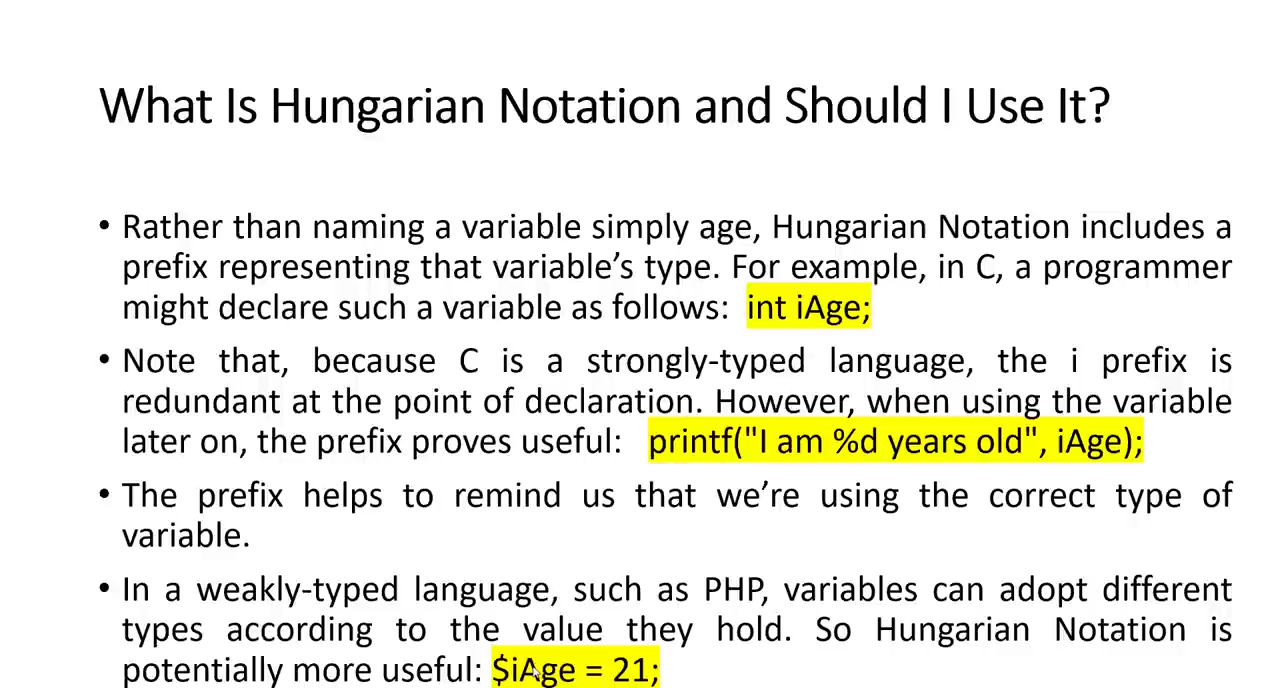 What Is Hungarian Notation and Should I Use It?
• Rather than naming a variable simply age, Hungarian Notation includes a
prefix representing that variable’s type. For example, in C, a programmer
might declare such a variable as follows: int iAge;
• Note that, because C is a strongly-typed language, the i prefix is
redundant at the point of declaration. However, when using the variable
later on, the prefix proves useful: printf("I am %d years old", iAge);
• The prefix helps to remind us that we’re using the correct type of
variable.
• In a weakly-typed language, such as PHP, variables can adopt different
types according to the value they hold. So Hungarian Notation is
potentially more useful: $iAge = 21;